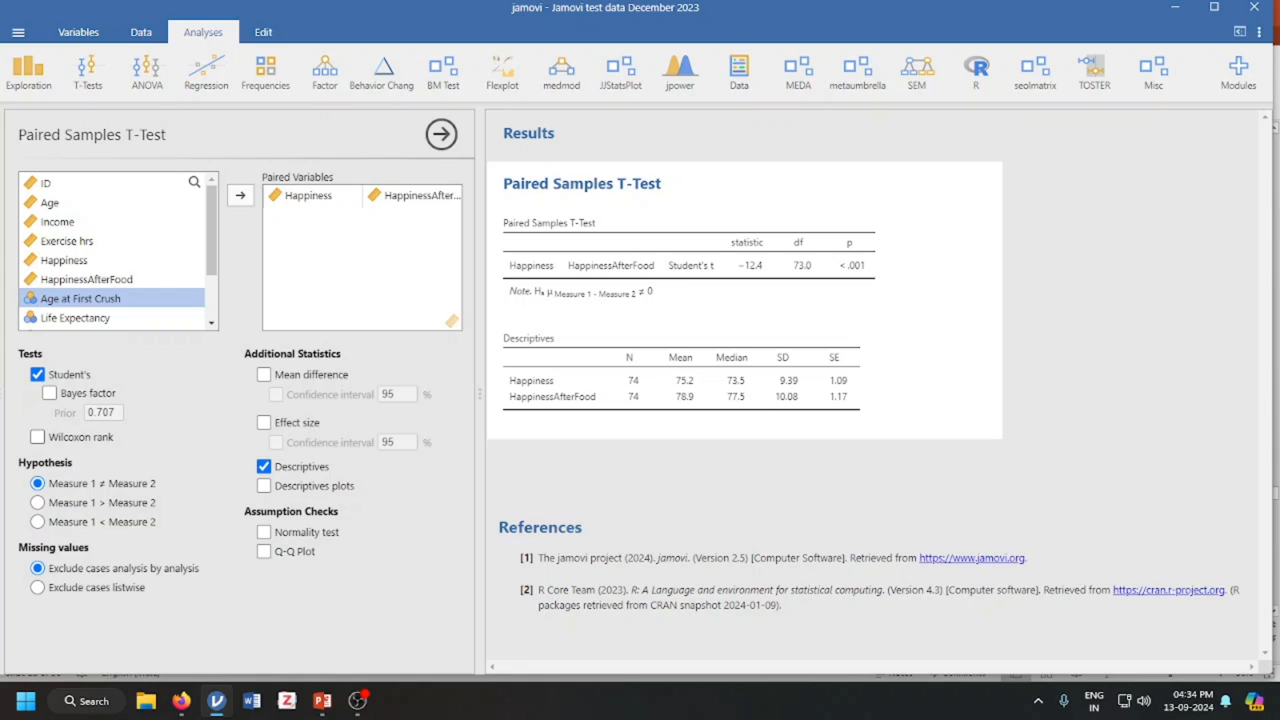 jamovi - Jamovi test data December 2023
Variables Data Analyses Edit
Exploration T-Tests ANOVA Regression Frequencies Factor Behavior Chang BM Test Flexplot medmod JJStatsPlot jpower Data MEDA metaumbrella SEM R seolmatrix TOSTER Misc Modules
Paired Samples T-Test
ID
Age
Income
Exercise hrs
Happiness
HappinessAfterFood
Age at First Crush
Life Expectancy
Paired Variables
Happiness HappinessAfter...
Tests
Student's
Bayes factor
Prior 0.707
Wilcoxon rank
Hypothesis
Measure 1 ≠ Measure 2
Measure 1 > Measure 2
Measure 1 < Measure 2
Missing values
Exclude cases analysis by analysis
Exclude cases listwise
Additional Statistics
Mean difference
Confidence interval 95 %
Effect size
Confidence interval 95 %
Descriptives
Descriptives plots
Assumption Checks
Normality test
Q-Q Plot
Results
Paired Samples T-Test
Paired Samples T-Test
statistic df p
Happiness HappinessAfterFood Student's t −12.4 73.0 < .001
Note. Hₐ μ Measure 1 - Measure 2 ≠ 0
Descriptives
N Mean Median SD SE
Happiness 74 75.2 73.5 9.39 1.09
HappinessAfterFood 74 78.9 77.5 10.08 1.17
References
[1] The jamovi project (2024). jamovi. (Version 2.5) [Computer Software]. Retrieved from https://www.jamovi.org.
[2] R Core Team (2023). R: A Language and environment for statistical computing. (Version 4.3) [Computer software]. Retrieved from https://cran.r-project.org. (R
packages retrieved from CRAN snapshot 2024-01-09).
Search
ENG
IN
04:34 PM
13-09-2024